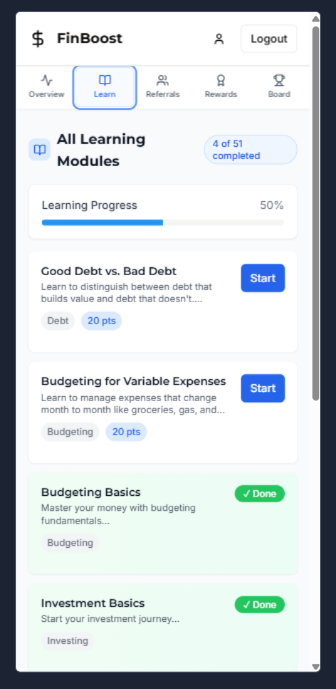 FinBoost
Logout
Overview
Learn
Referrals
Rewards
Board
All Learning
Modules
4 of 51
completed
Learning Progress
50%
Good Debt vs. Bad Debt
Start
Learn to distinguish between debt that
builds value and debt that doesn't....
Debt
20 pts
Budgeting for Variable Expenses
Start
Learn to manage expenses that change
month to month like groceries, gas, and...
Budgeting
20 pts
Budgeting Basics
✓ Done
Master your money with budgeting
fundamentals...
Budgeting
Investment Basics
✓ Done
Start your investment journey...
Investing